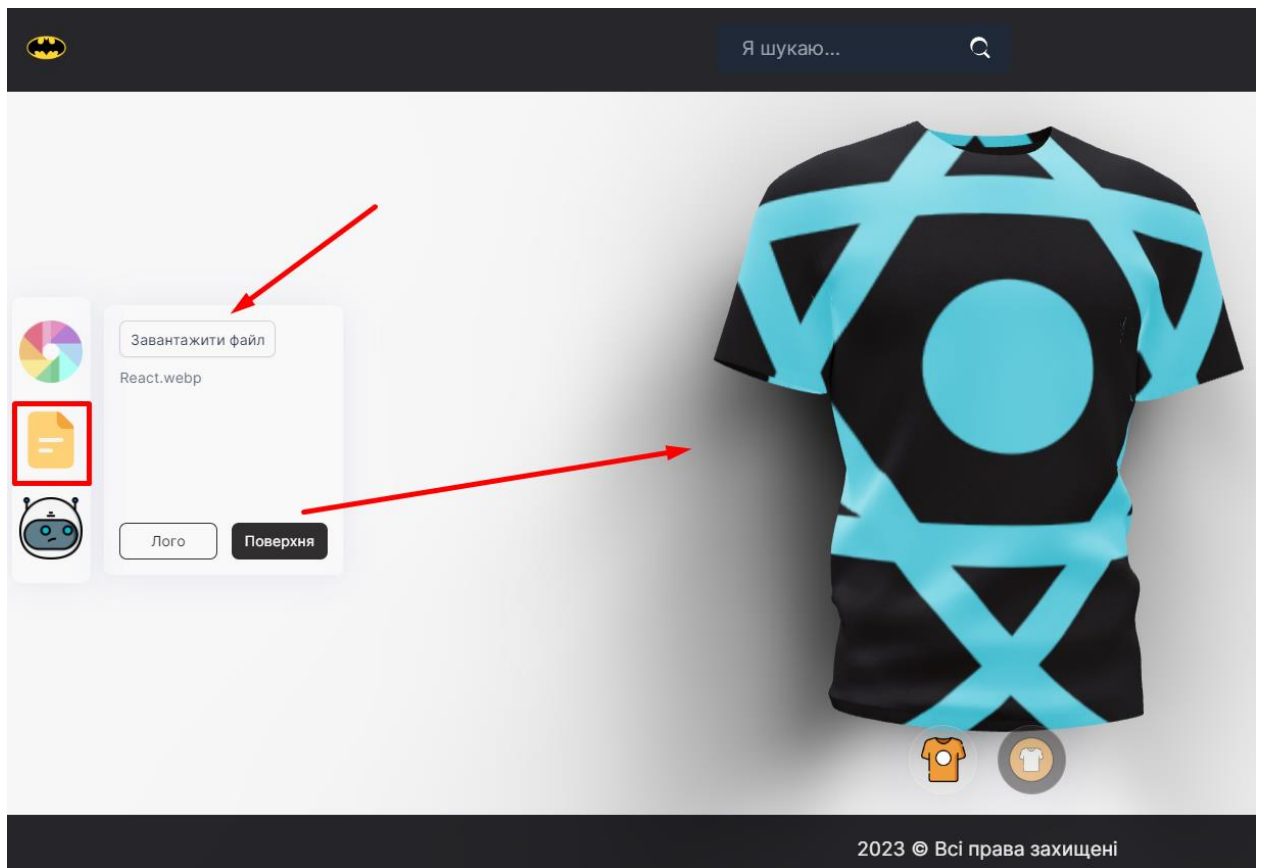 Я шукаю...
Завантажити файл
React.webp
Лого
Поверхня
2023 © Всі права захищені